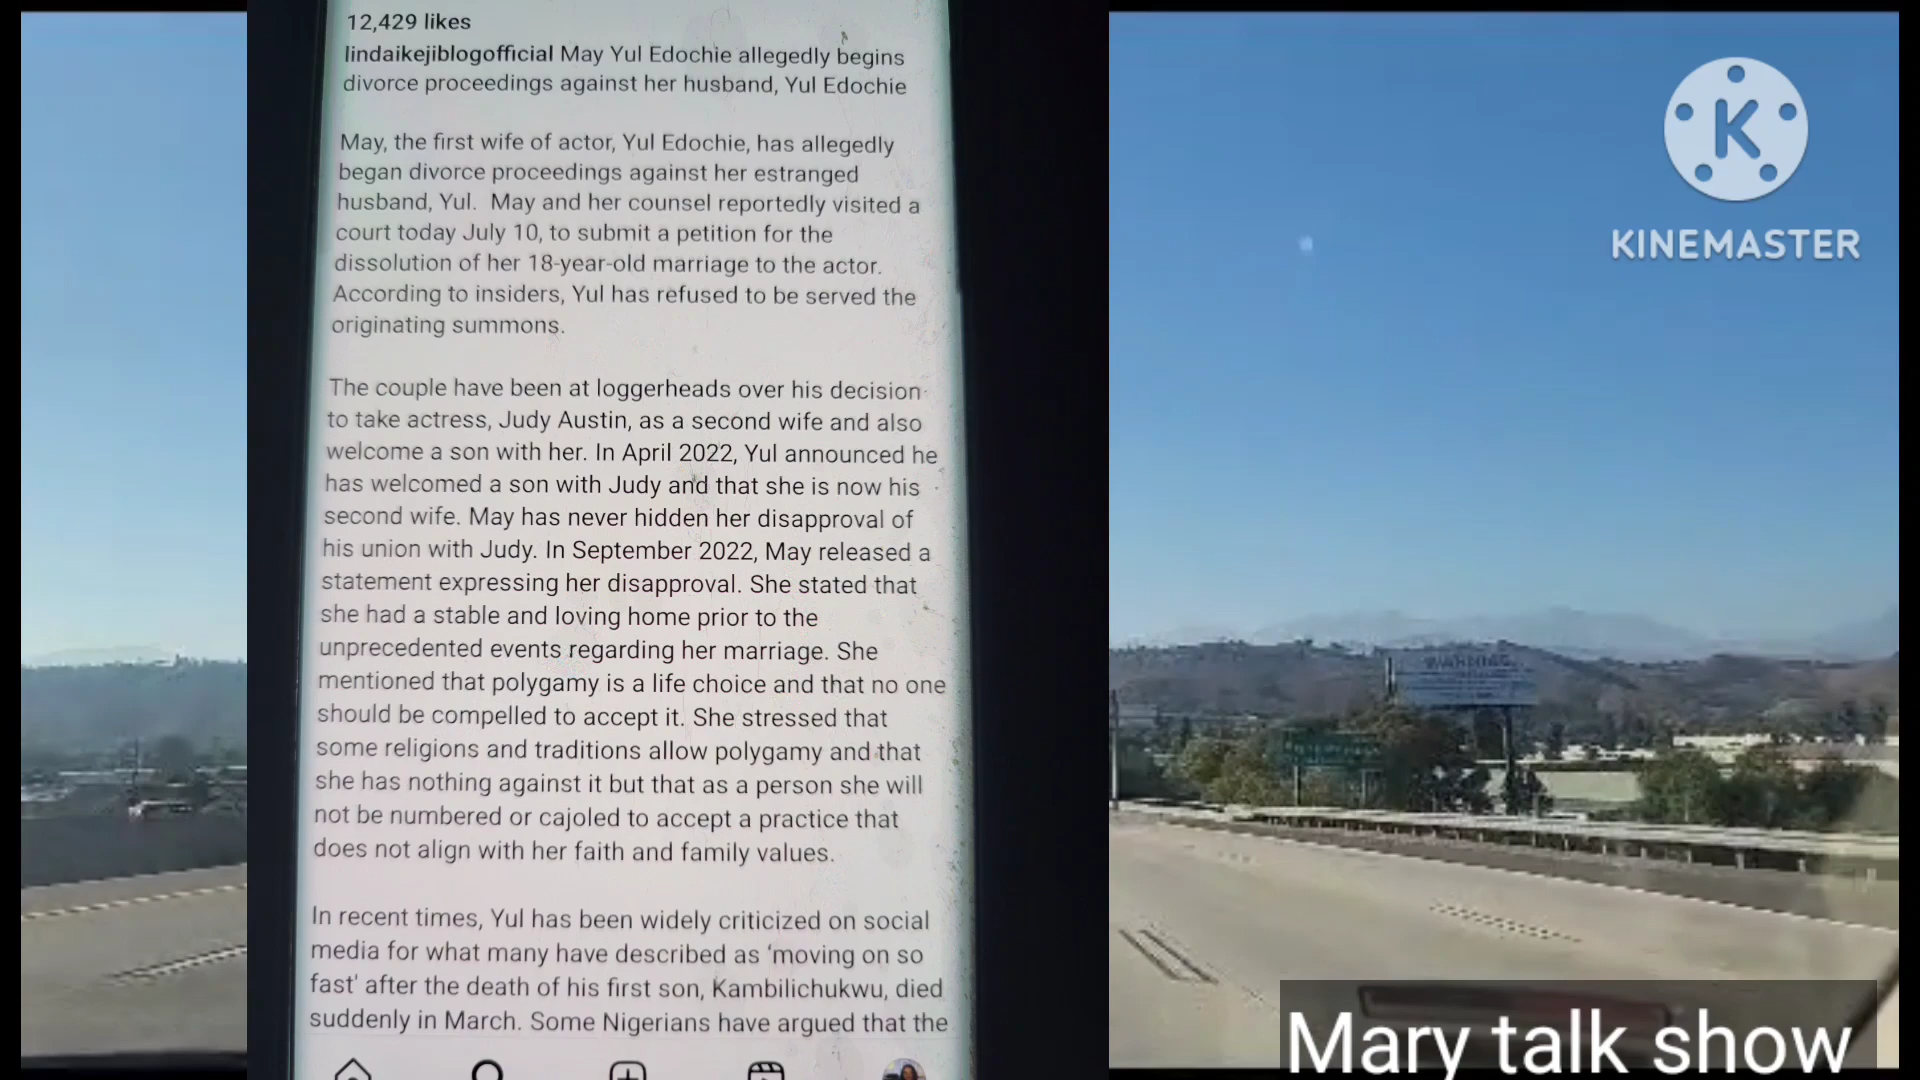 12,429 likes
lindaikejiblogofficial May Yul Edochie allegedly begins
divorce proceedings against her husband, Yul Edochie
May, the first wife of actor, Yul Edochie, has allegedly
began divorce proceedings against her estranged
husband, Yul. May and her counsel reportedly visited a
court today July 10, to submit a petition for the
dissolution of her 18-year-old marriage to the actor.
According to insiders, Yul has refused to be served the
originating summons.
The couple have been at loggerheads over his decision
to take actress, Judy Austin, as a second wife and also
welcome a son with her. In April 2022, Yul announced he
has welcomed a son with Judy and that she is now his
second wife. May has never hidden her disapproval of
his union with Judy. In September 2022, May released a
statement expressing her disapproval. She stated that
she had a stable and loving home prior to the
unprecedented events regarding her marriage. She
mentioned that polygamy is a life choice and that no one
should be compelled to accept it. She stressed that
some religions and traditions allow polygamy and that
she has nothing against it but that as a person she will
not be numbered or cajoled to accept a practice that
does not align with her faith and family values.
In recent times, Yul has been widely criticized on social
media for what many have described as 'moving on so
fast' after the death of his first son, Kambilichukwu, died
suddenly in March. Some Nigerians have argued that the
K
KINEMASTER
WARNING
Mary talk show